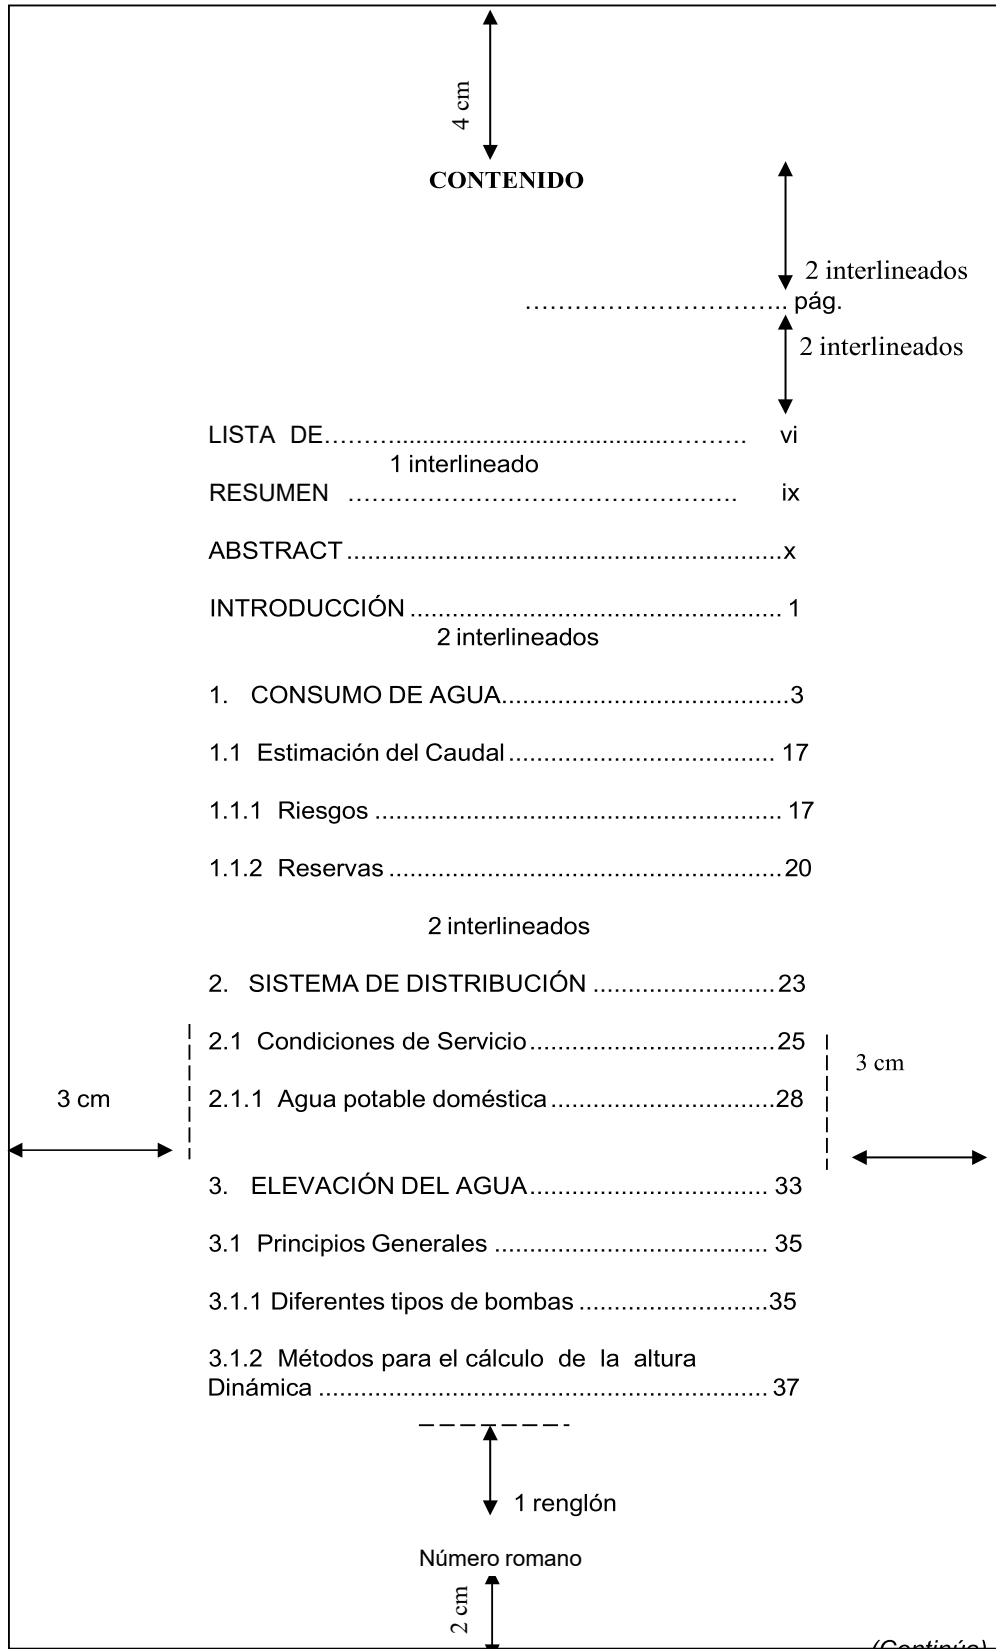 4 cm
CONTENIDO
2 interlineados
………………………….. pág.
2 interlineados
LISTA DE………..........................................………. vi
1 interlineado
RESUMEN ……………………………………………. ix
ABSTRACT...............................................................x
INTRODUCCIÓN...................................................... 1
2 interlineados
1. CONSUMO DE AGUA..........................................3
1.1 Estimación del Caudal...................................... 17
1.1.1 Riesgos ........................................................... 17
1.1.2 Reservas.........................................................20
2 interlineados
2. SISTEMA DE DISTRIBUCIÓN ..........................23
2.1 Condiciones de Servicio...................................25
3 cm
3 cm
2.1.1 Agua potable doméstica................................28
3. ELEVACIÓN DEL AGUA.................................. 33
3.1 Principios Generales ....................................... 35
3.1.1 Diferentes tipos de bombas ...........................35
3.1.2 Métodos para el cálculo de la altura
Dinámica ................................................................ 37
1 renglón
Número romano
2 cm
(Continúa)